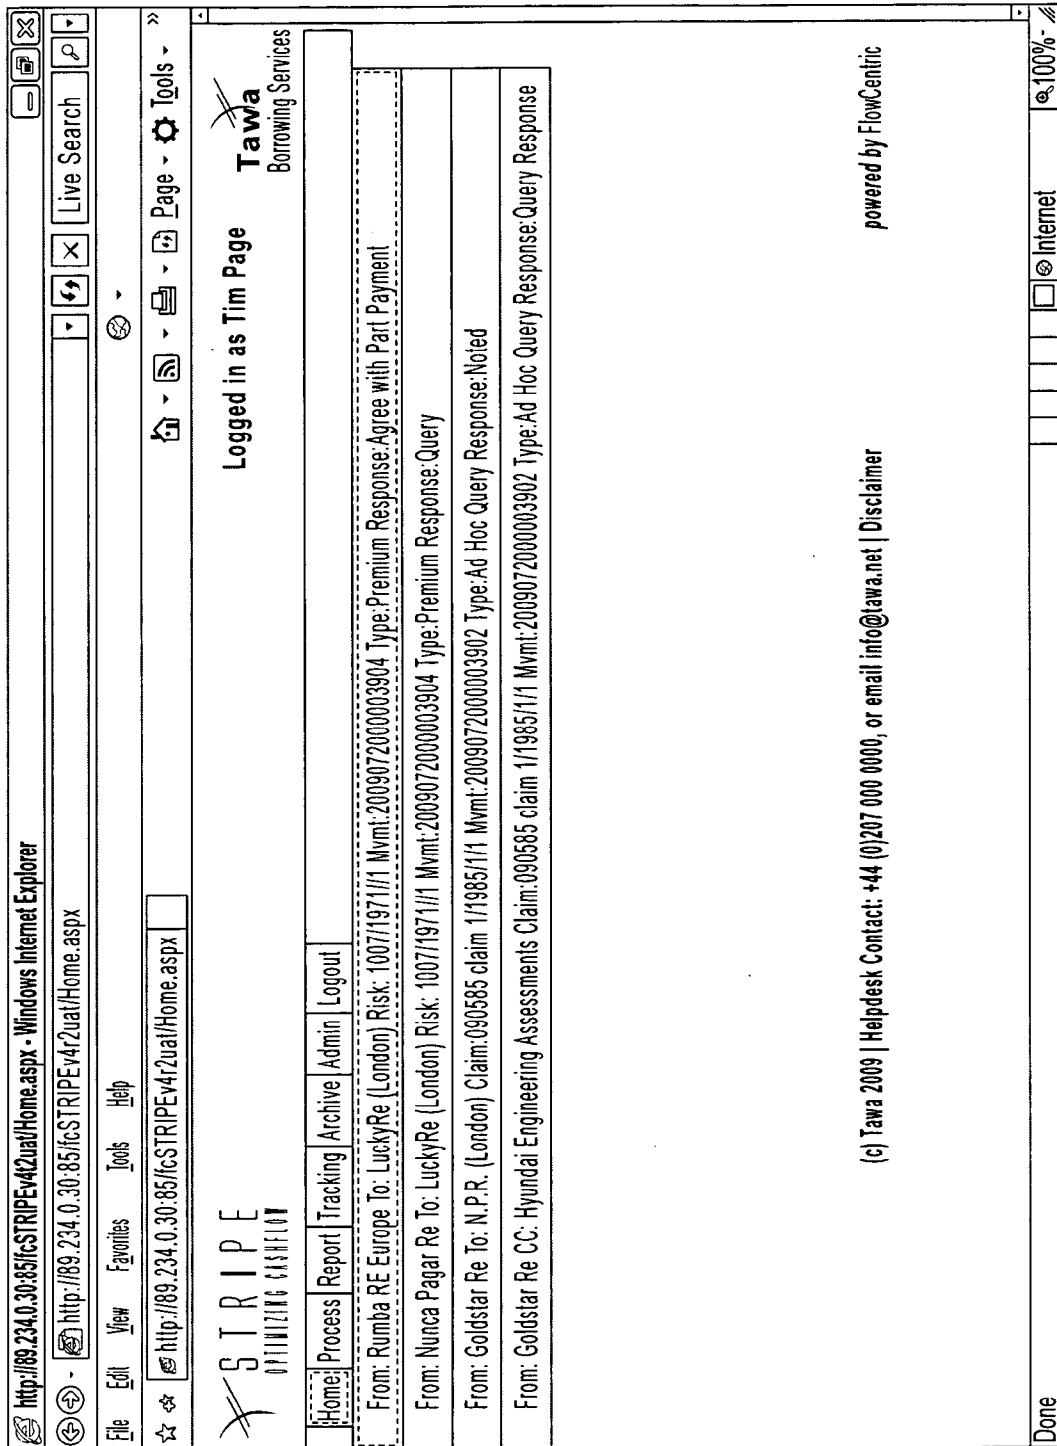 http://89.234.0.30:85/fcSTRIPEv4t2uat/Home.aspx - Windows Internet Explorer
http://89.234.0.30:85/fcSTRIPEv4r2uat/Home.aspx Live Search
File Edit View Favorites Tools Help
http://89.234.0.30:85/fcSTRIPEv4r2uat/Home.aspx Page Tools »
STRIPE Logged in as Tim Page Tawa
OPTIMIZING CASHFLOW Borrowing Services
Home Process Report Tracking Archive Admin Logout
From: Rumba RE Europe To: LuckyRe (London) Risk: 1007/1971//1 Mvmt:2009072000003904 Type:Premium Response:Agree with Part Payment
From: Nunca Pagar Re To: LuckyRe (London) Risk: 1007/1971//1 Mvmt:2009072000003904 Type:Premium Response:Query
From: Goldstar Re To: N.P.R. (London) Claim:090585 claim 1/1985/1/1 Mvmt:2009072000003902 Type:Ad Hoc Query Response:Noted
From: Goldstar Re CC: Hyundai Engineering Assessments Claim:090585 claim 1/1985/1/1 Mvmt:2009072000003902 Type:Ad Hoc Query Response:Query Response
(c) Tawa 2009 | Helpdesk Contact: +44 (0)207 000 0000, or email info@tawa.net | Disclaimer powered by FlowCentric
Done Internet 100%